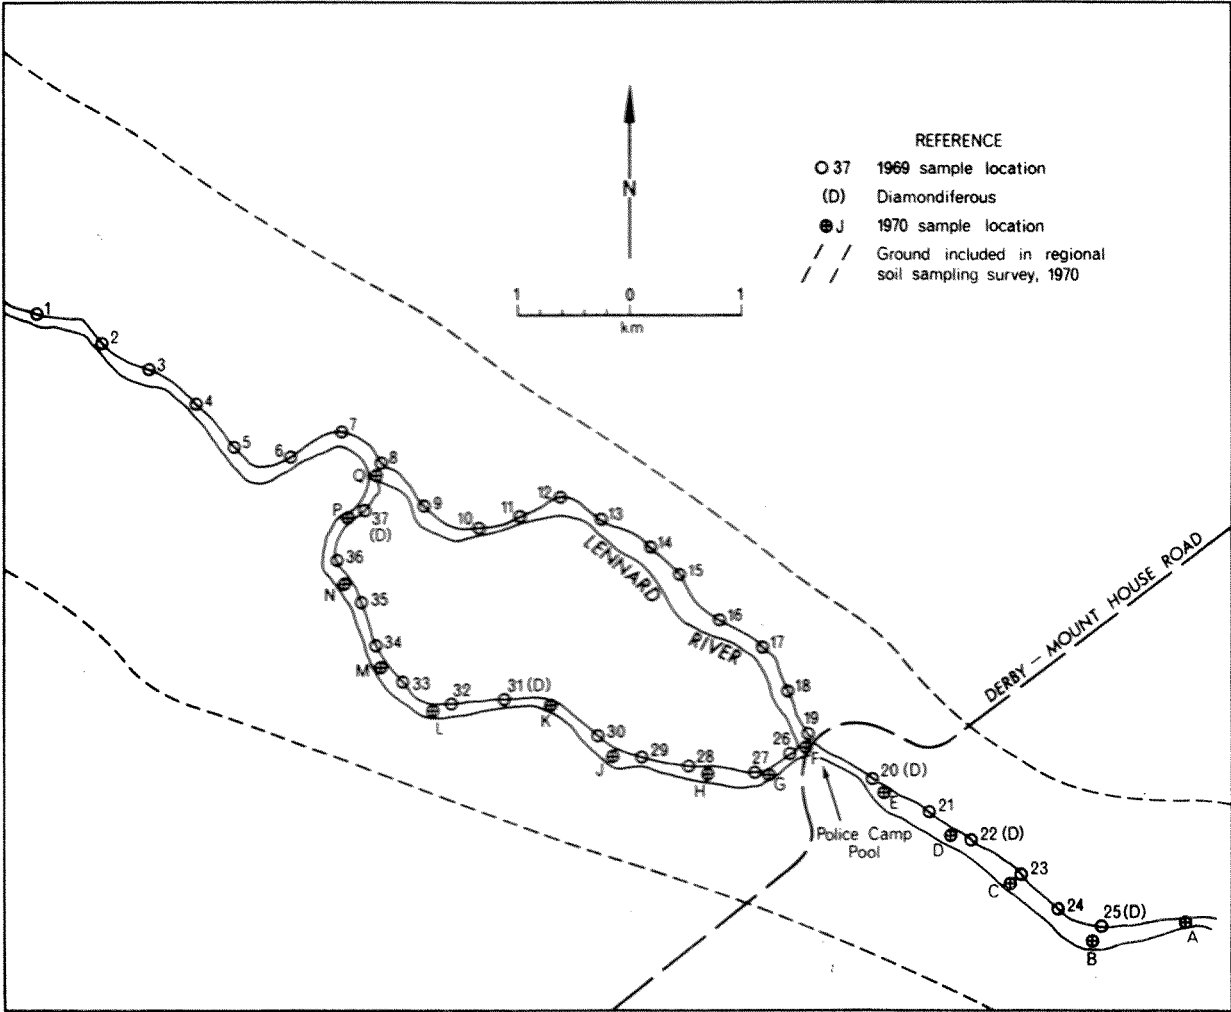 REFERENCE
37 1969 sample location
(D) Diamondiferous
J 1970 sample location
Ground included in regional
soil sampling survey, 1970
N
1 0 1
km
1
2
3
4
5
6
7
8
Q
9
10
11
12
13
14
15
16
17
18
19
P
37
(D)
36
N
35
34
M
33
L
32
31 (D)
K
30
J
29
28
H
27
G
26
F
LENNARD
RIVER
DERBY – MOUNT HOUSE ROAD
Police Camp
Pool
20 (D)
E
21
D
22 (D)
23
C
24
25 (D)
B
A